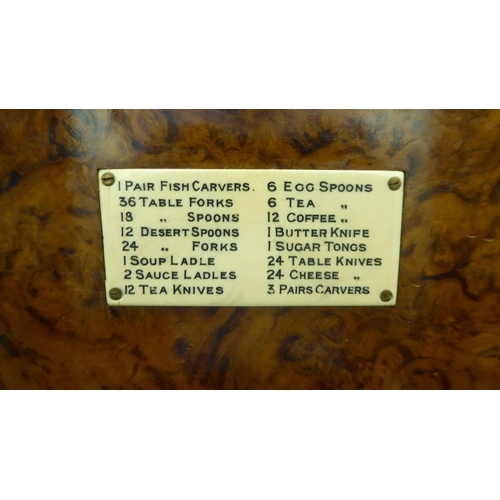 1 PAIR FISH CARVERS.
36 TABLE FORKS
18 " SPOONS
12 DESERT SPOONS
24 " FORKS
1 SOUP LADLE
2 SAUCE LADLES
12 TEA KNIVES
6 EGG SPOONS
6 TEA "
12 COFFEE "
1 BUTTER KNIFE
1 SUGAR TONGS
24 TABLE KNIVES
24 CHEESE "
3 PAIRS CARVERS